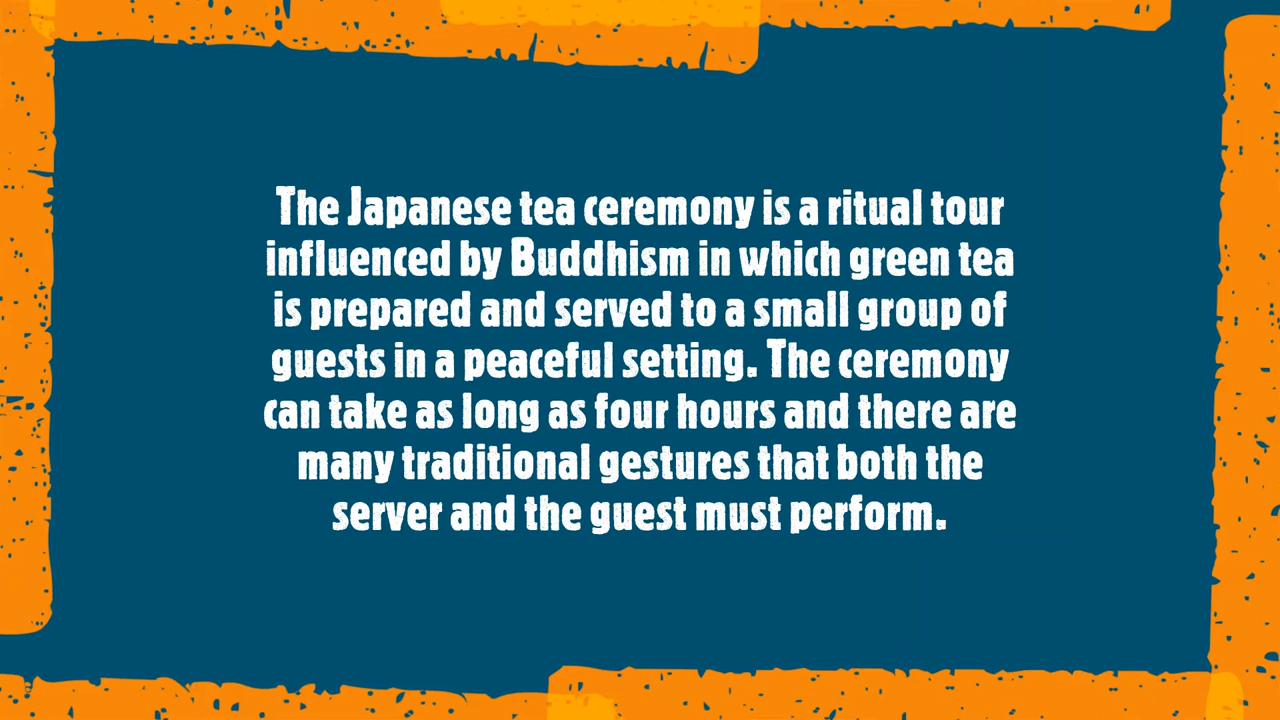 The Japanese tea ceremony is a ritual tour
influenced by Buddhism in which green tea
is prepared and served to a small group of
guests in a peaceful setting. The ceremony
can take as long as four hours and there are
many traditional gestures that both the
server and the guest must perform.